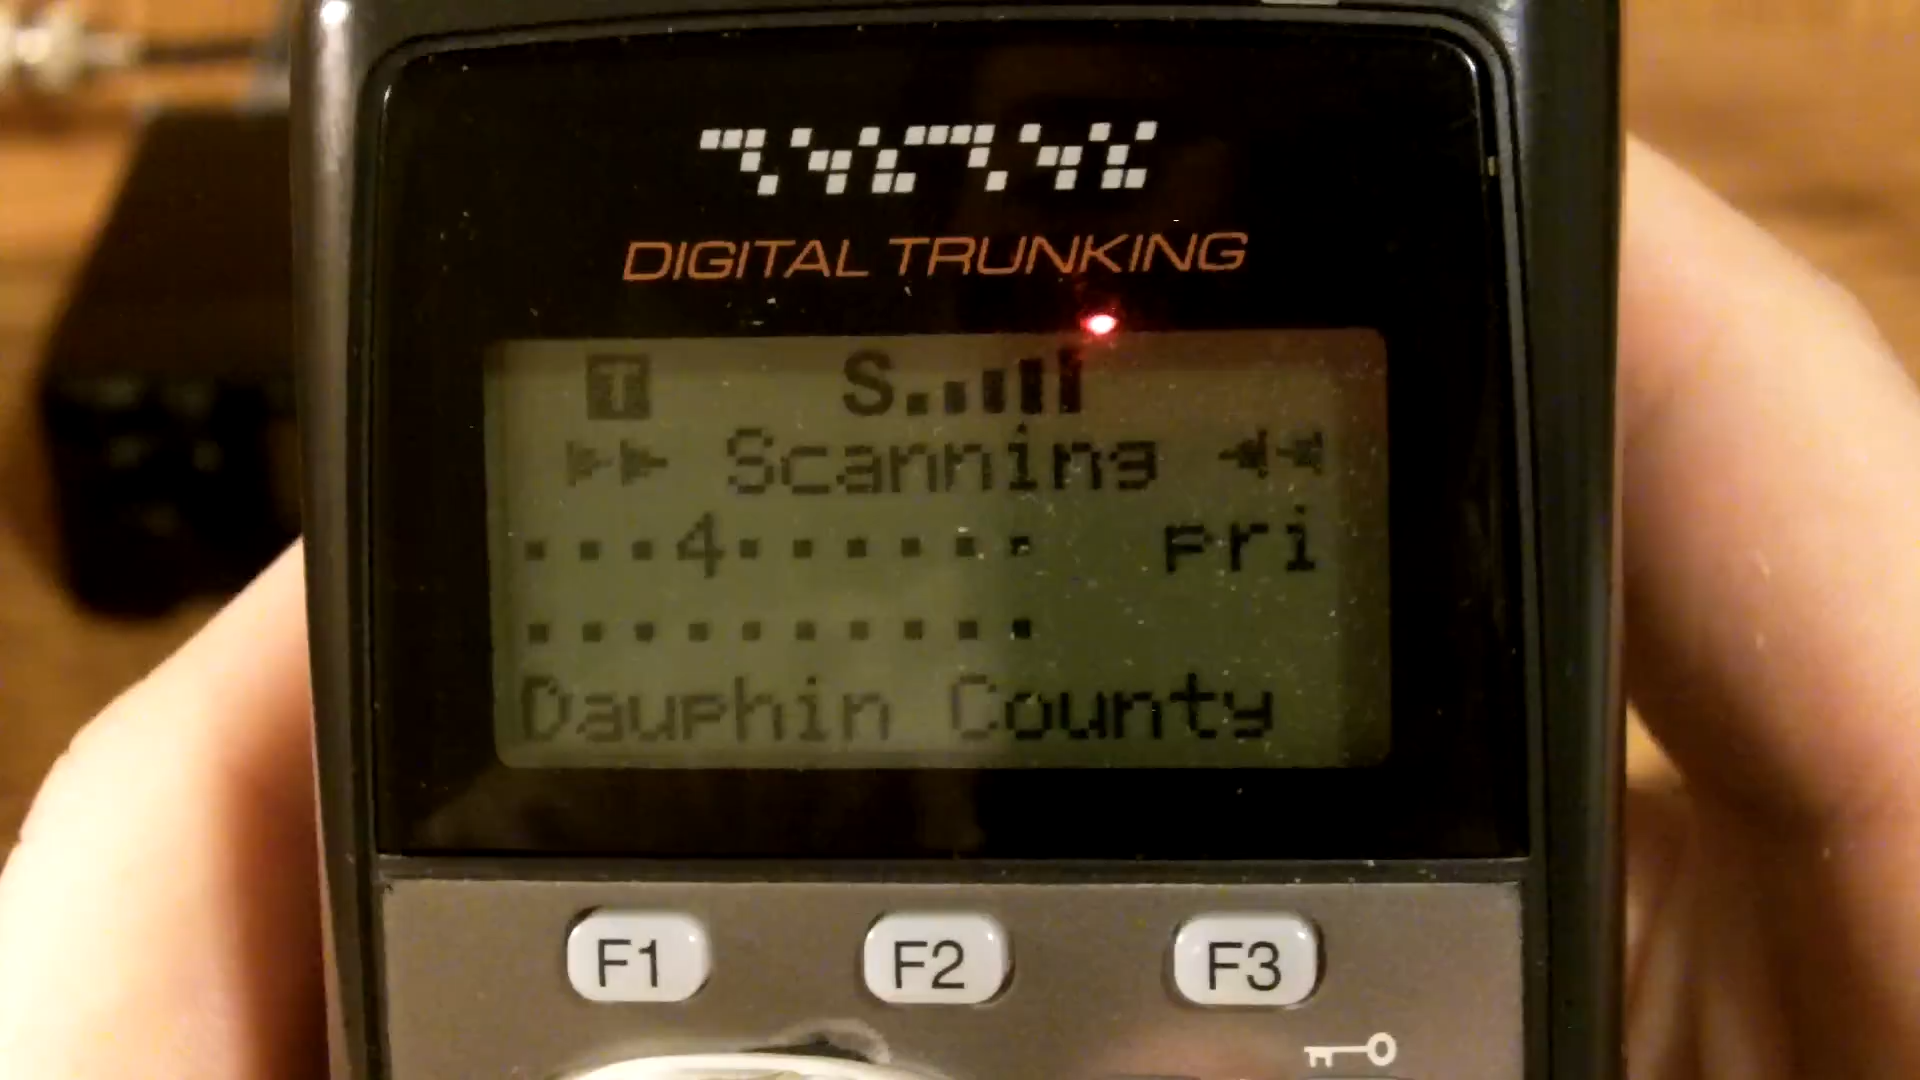 DIGITAL TRUNKING
T S
Scanning
...4...... pri
..........
Dauphin County
F1 F2 F3